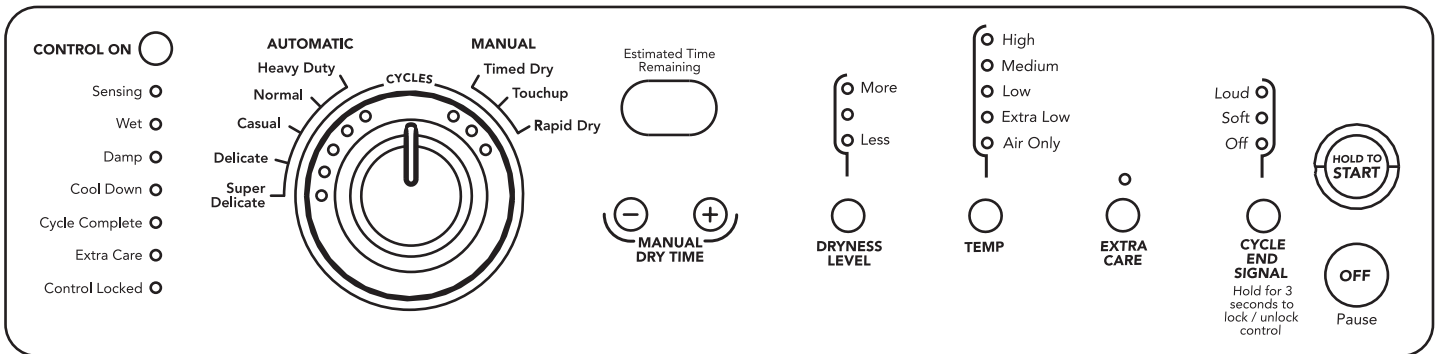 CONTROL ON
Sensing
Wet
Damp
Cool Down
Cycle Complete
Extra Care
Control Locked
AUTOMATIC
Heavy Duty
Normal
Casual
Delicate
Super
Delicate
CYCLES
MANUAL
Timed Dry
Touchup
Rapid Dry
Estimated Time
Remaining
− +
MANUAL
DRY TIME
More
Less
DRYNESS
LEVEL
High
Medium
Low
Extra Low
Air Only
TEMP
EXTRA
CARE
Loud
Soft
Off
CYCLE
END
SIGNAL
Hold for 3
seconds to
lock / unlock
control
HOLD TO
START
OFF
Pause